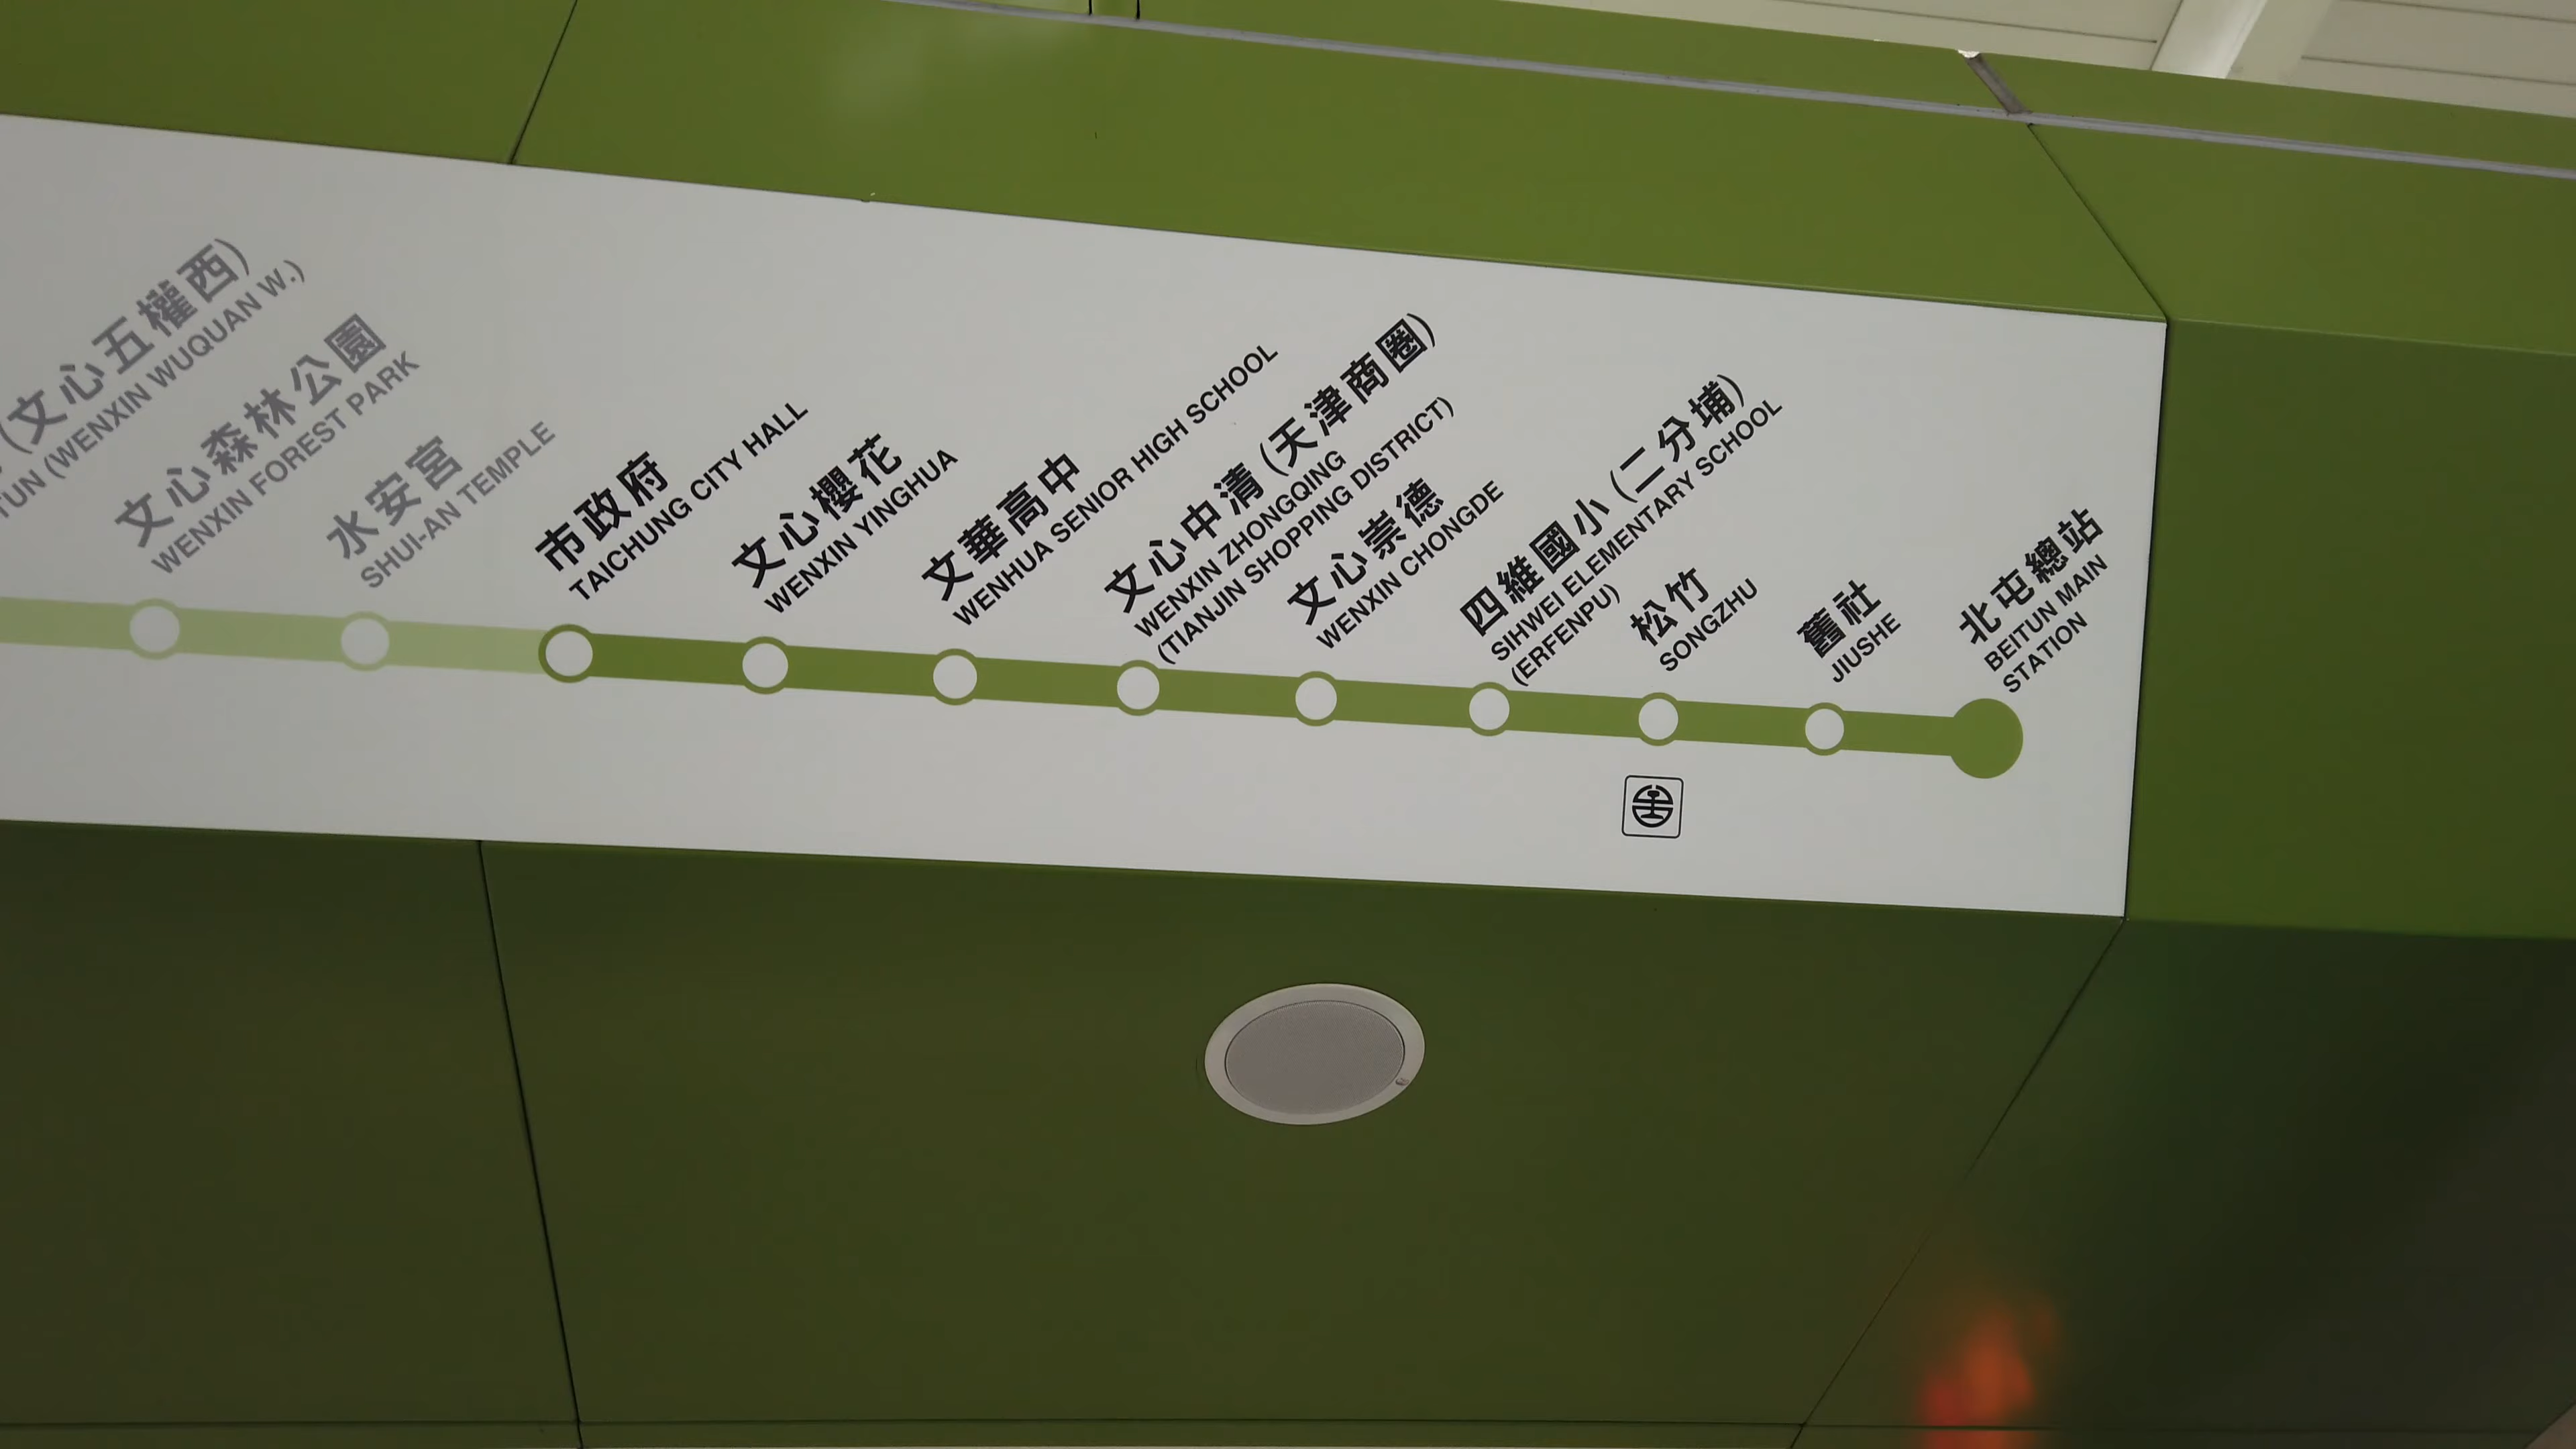 (文心五權西)
(WENXIN WUQUAN W.)
文心森林公園
WENXIN FOREST PARK
水安宮
SHUI-AN TEMPLE
市政府
TAICHUNG CITY HALL
文心櫻花
WENXIN YINGHUA
文華高中
WENHUA SENIOR HIGH SCHOOL
文心中清 (天津商圈)
WENXIN ZHONGQING
(TIANJIN SHOPPING DISTRICT)
文心崇德
WENXIN CHONGDE
四維國小 (二分埔)
SIHWEI ELEMENTARY SCHOOL
(ERFENPU)
松竹
SONGZHU
舊社
JIUSHE
北屯總站
BEITUN MAIN
STATION